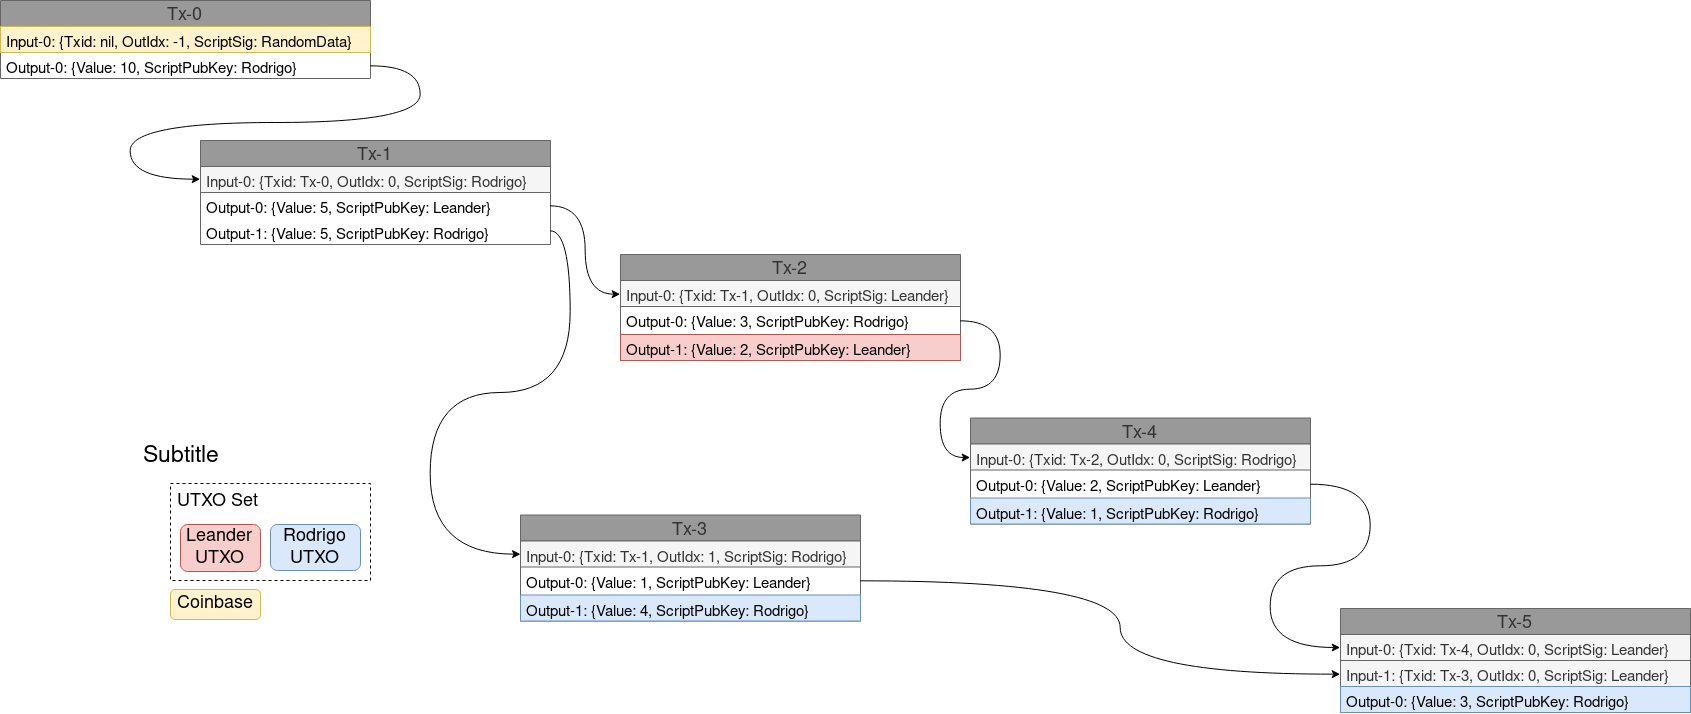 Tx-0
Input-0: {Txid: nil, OutIdx: -1, ScriptSig: RandomData}
Output-0: {Value: 10, ScriptPubKey: Rodrigo}
Tx-1
Input-0: {Txid: Tx-0, OutIdx: 0, ScriptSig: Rodrigo}
Output-0: {Value: 5, ScriptPubKey: Leander}
Output-1: {Value: 5, ScriptPubKey: Rodrigo}
Tx-2
Input-0: {Txid: Tx-1, OutIdx: 0, ScriptSig: Leander}
Output-0: {Value: 3, ScriptPubKey: Rodrigo}
Output-1: {Value: 2, ScriptPubKey: Leander}
Tx-4
Input-0: {Txid: Tx-2, OutIdx: 0, ScriptSig: Rodrigo}
Output-0: {Value: 2, ScriptPubKey: Leander}
Output-1: {Value: 1, ScriptPubKey: Rodrigo}
Subtitle
UTXO Set
Leander
UTXO
Rodrigo
UTXO
Coinbase
Tx-3
Input-0: {Txid: Tx-1, OutIdx: 1, ScriptSig: Rodrigo}
Output-0: {Value: 1, ScriptPubKey: Leander}
Output-1: {Value: 4, ScriptPubKey: Rodrigo}
Tx-5
Input-0: {Txid: Tx-4, OutIdx: 0, ScriptSig: Leander}
Input-1: {Txid: Tx-3, OutIdx: 0, ScriptSig: Leander}
Output-0: {Value: 3, ScriptPubKey: Rodrigo}